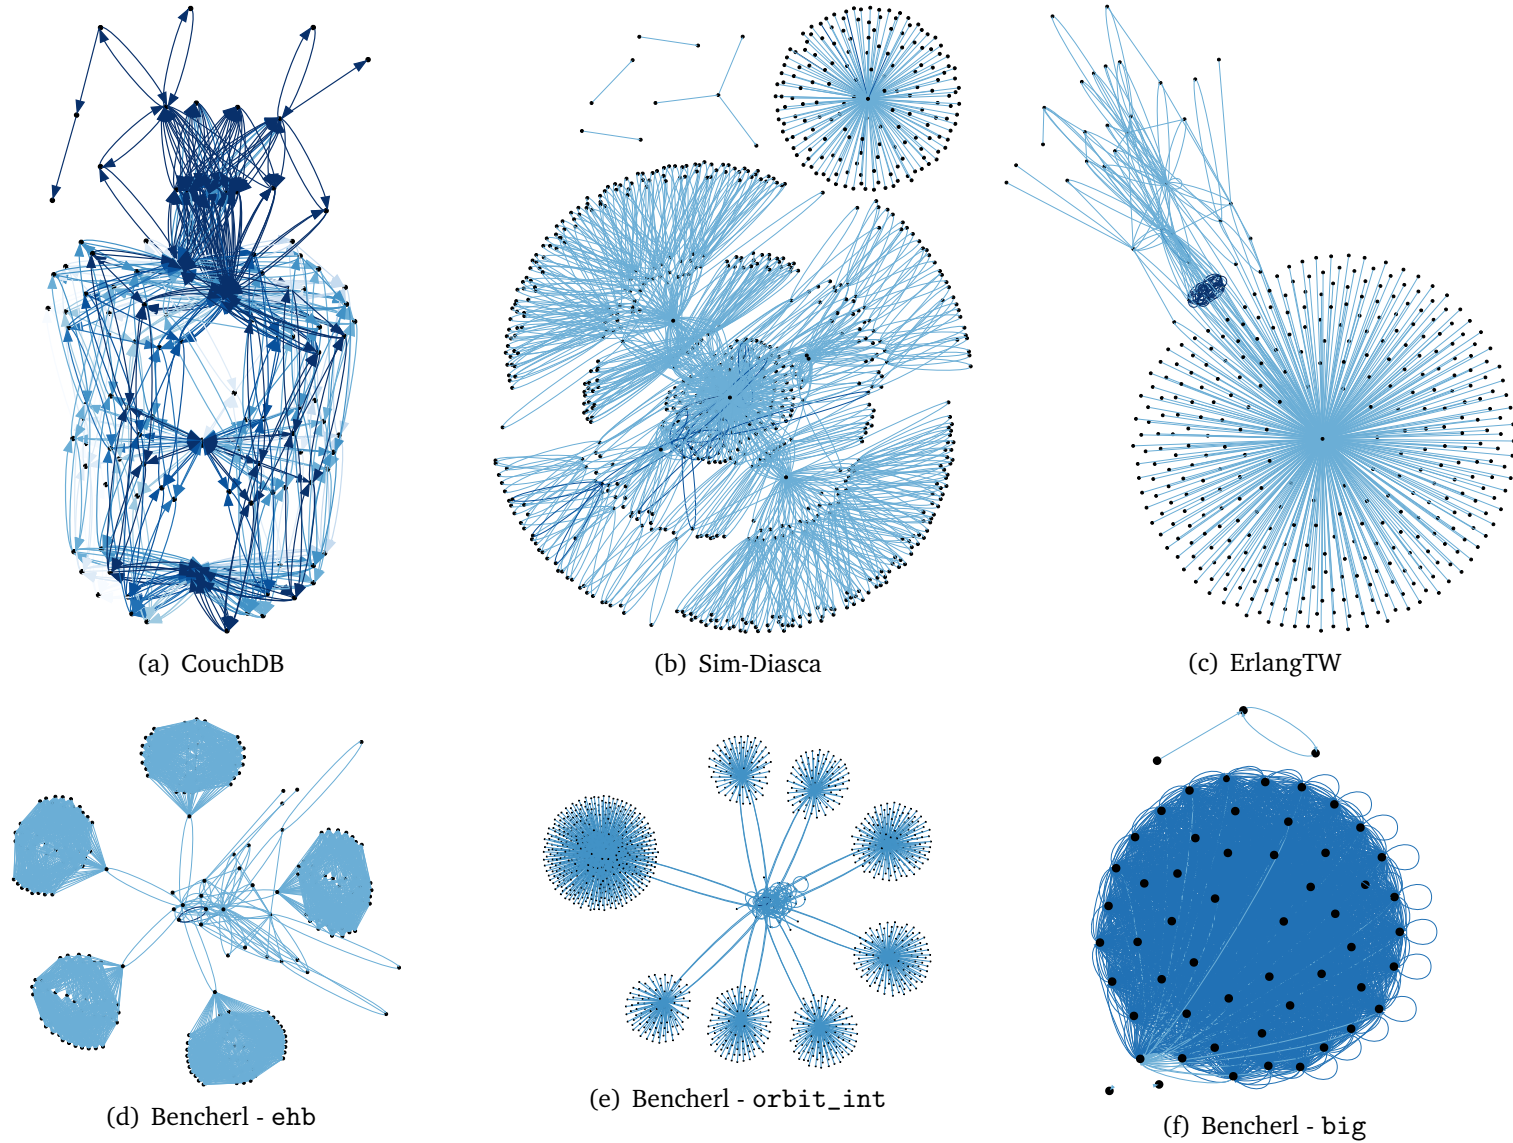 (a) CouchDB
(b) Sim-Diasca
(c) ErlangTW
(d) Bencherl - ehb
(e) Bencherl - orbit_int
(f) Bencherl - big